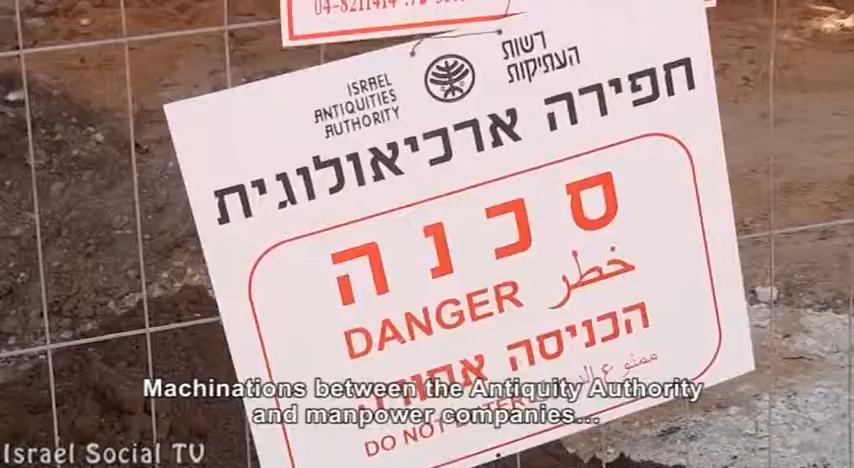 04-8211414
ISRAEL
ANTIQUITIES
AUTHORITY
רשות
העתיקות
חפירה ארכיאולוגית
סכנה
DANGER خطر
הכניסה אסורה
ممنوع
DO NOT ENTER
Machinations between the Antiquity Authority
and manpower companies...
Israel Social TV